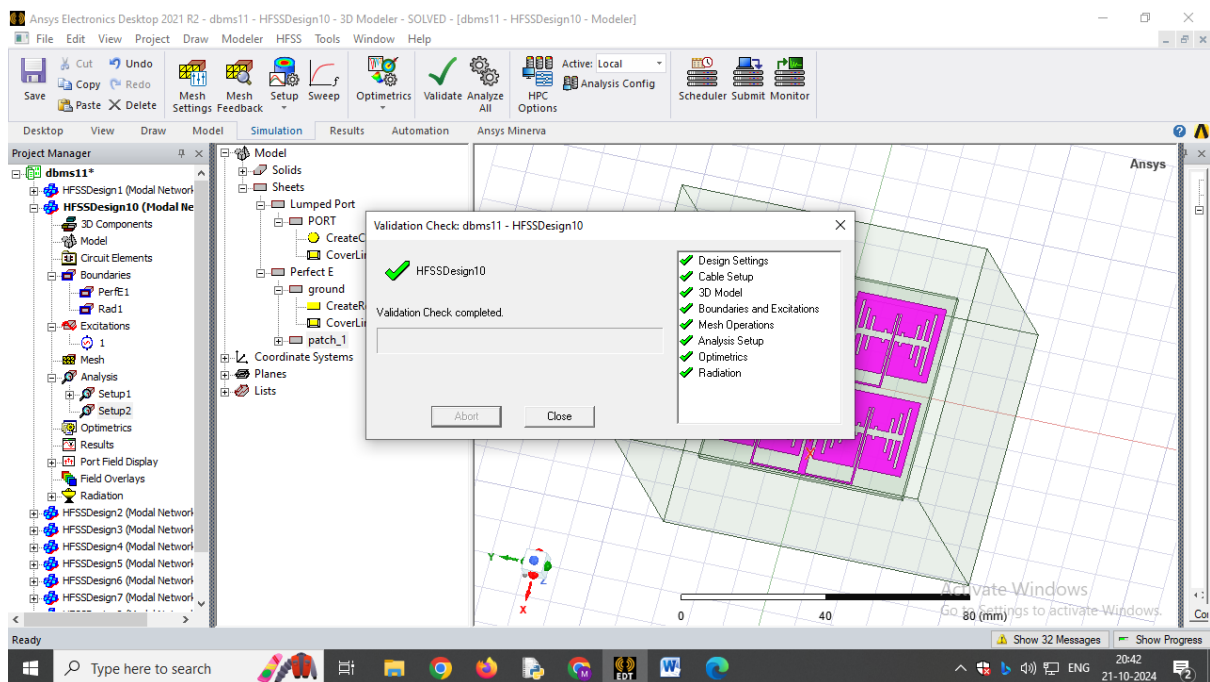 Ansys Electronics Desktop 2021 R2 - dbms11 - HFSSDesign10 - 3D Modeler - SOLVED - [dbms11 - HFSSDesign10 - Modeler]
File Edit View Project Draw Modeler HFSS Tools Window Help
Save
Cut Undo
Copy Redo
Paste Delete
Mesh Settings
Mesh Feedback
Setup
Sweep
Optimetrics
Validate
Analyze All
HPC Options
Active: Local
Analysis Config
Scheduler Submit Monitor
Desktop View Draw Model Simulation Results Automation Ansys Minerva
Project Manager
dbms11*
HFSSDesign1 (Modal Network
HFSSDesign10 (Modal Ne
3D Components
Model
Circuit Elements
Boundaries
PerfE1
Rad1
Excitations
1
Mesh
Analysis
Setup1
Setup2
Optimetrics
Results
Port Field Display
Field Overlays
Radiation
HFSSDesign2 (Modal Network
HFSSDesign3 (Modal Network
HFSSDesign4 (Modal Network
HFSSDesign5 (Modal Network
HFSSDesign6 (Modal Network
HFSSDesign7 (Modal Network
Model
Solids
Sheets
Lumped Port
PORT
CreateC
CoverLi
Perfect E
ground
CreateR
CoverLi
patch_1
Coordinate Systems
Planes
Lists
Validation Check: dbms11 - HFSSDesign10
HFSSDesign10
Validation Check completed.
Abort Close
Design Settings
Cable Setup
3D Model
Boundaries and Excitations
Mesh Operations
Analysis Setup
Optimetrics
Radiation
Ansys
Y
Z
X
0 40 80 (mm)
Activate Windows
Go to Settings to activate Windows.
Ready
Show 32 Messages Show Progress
Type here to search
EDT
ENG
20:42
21-10-2024
2